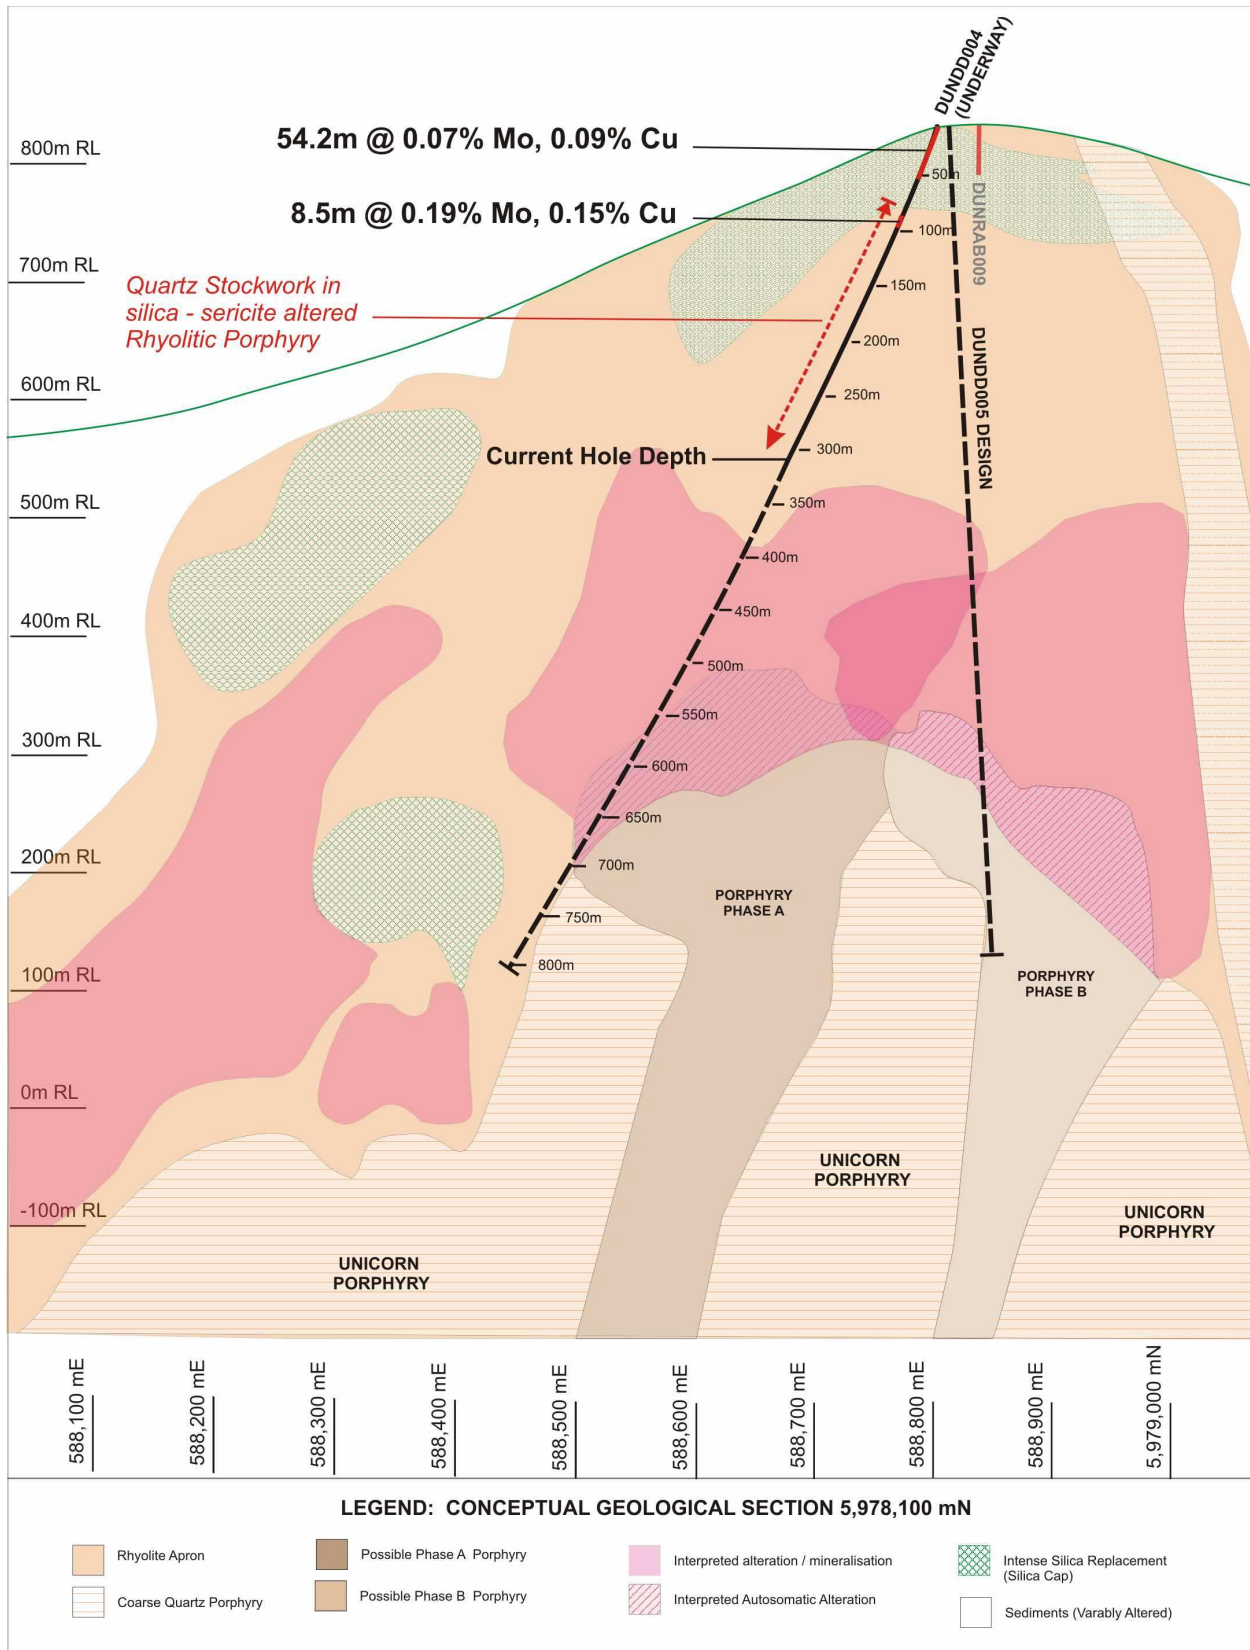 DUNDD004
(UNDERWAY)
54.2m @ 0.07% Mo, 0.09% Cu
800m RL
50m
8.5m @ 0.19% Mo, 0.15% Cu
DUNRAB009
100m
700m RL
Quartz Stockwork in
silica - sericite altered
Rhyolitic Porphyry
150m
200m
DUNDD005 DESIGN
600m RL
250m
Current Hole Depth
300m
500m RL
350m
400m
400m RL
450m
500m
550m
300m RL
600m
650m
200m RL
700m
PORPHYRY
PHASE A
750m
100m RL
800m
PORPHYRY
PHASE B
0m RL
UNICORN
PORPHYRY
-100m RL
UNICORN
PORPHYRY
UNICORN
PORPHYRY
588,100 mE
588,200 mE
588,300 mE
588,400 mE
588,500 mE
588,600 mE
588,700 mE
588,800 mE
588,900 mE
5,979,000 mN
LEGEND: CONCEPTUAL GEOLOGICAL SECTION 5,978,100 mN
Rhyolite Apron
Coarse Quartz Porphyry
Possible Phase A Porphyry
Possible Phase B Porphyry
Interpreted alteration / mineralisation
Interpreted Autosomatic Alteration
Intense Silica Replacement
(Silica Cap)
Sediments (Varably Altered)